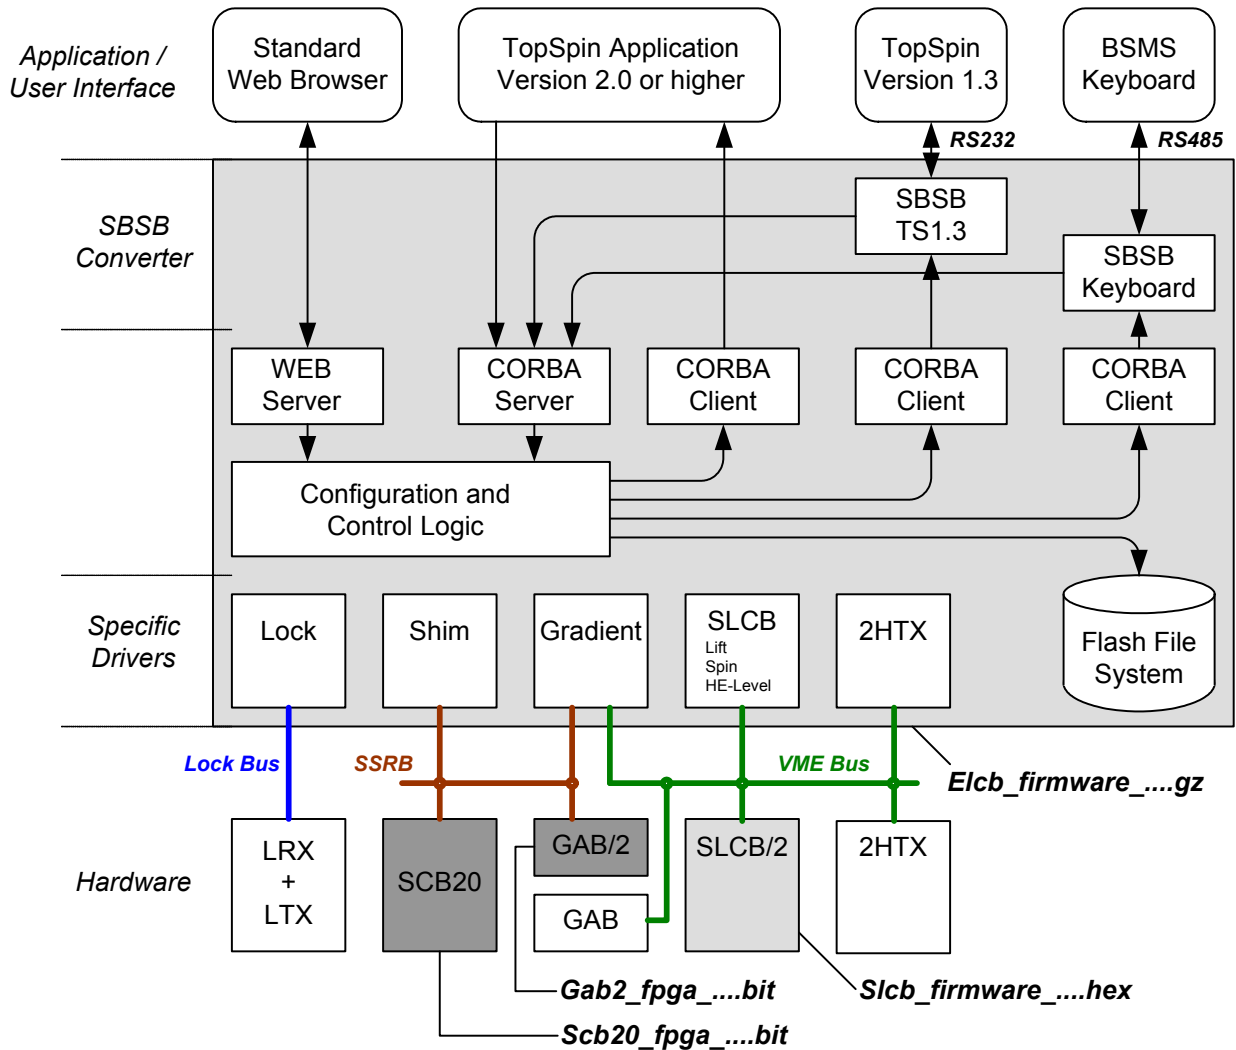 Application /
User Interface
Standard
Web Browser
TopSpin Application
Version 2.0 or higher
TopSpin
Version 1.3
BSMS
Keyboard
RS232
RS485
SBSB
Converter
SBSB
TS1.3
SBSB
Keyboard
WEB
Server
CORBA
Server
CORBA
Client
CORBA
Client
CORBA
Client
Configuration and
Control Logic
Specific
Drivers
Lock
Shim
Gradient
SLCB
Lift
Spin
HE-Level
2HTX
Flash File
System
Lock Bus
SSRB
VME Bus
Elcb_firmware_....gz
Hardware
LRX
+
LTX
SCB20
GAB/2
GAB
SLCB/2
2HTX
Gab2_fpga_....bit
Slcb_firmware_....hex
Scb20_fpga_....bit